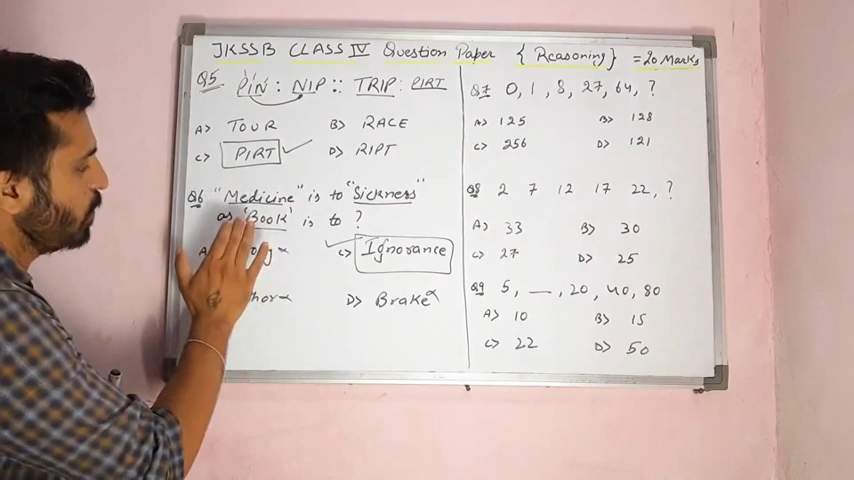 JKSSB CLASS IV Question Paper { Reasoning } = 20 Marks
Q5 PIN : NIP :: TRIP : PIRT
A> TOUR B> RACE
C> PIRT D> RIPT
Q6 "Medicine" is to "Sickness"
as 'Book' is to ?
C> Ignorance
D> Brake
Q7 0, 1, 8, 27, 64, ?
A> 125 B> 128
C> 256 D> 121
Q8 2 7 12 17 22, ?
A> 33 B> 30
C> 27 D> 25
Q9 5, __, 20, 40, 80
A> 10 B> 15
C> 22 D> 50